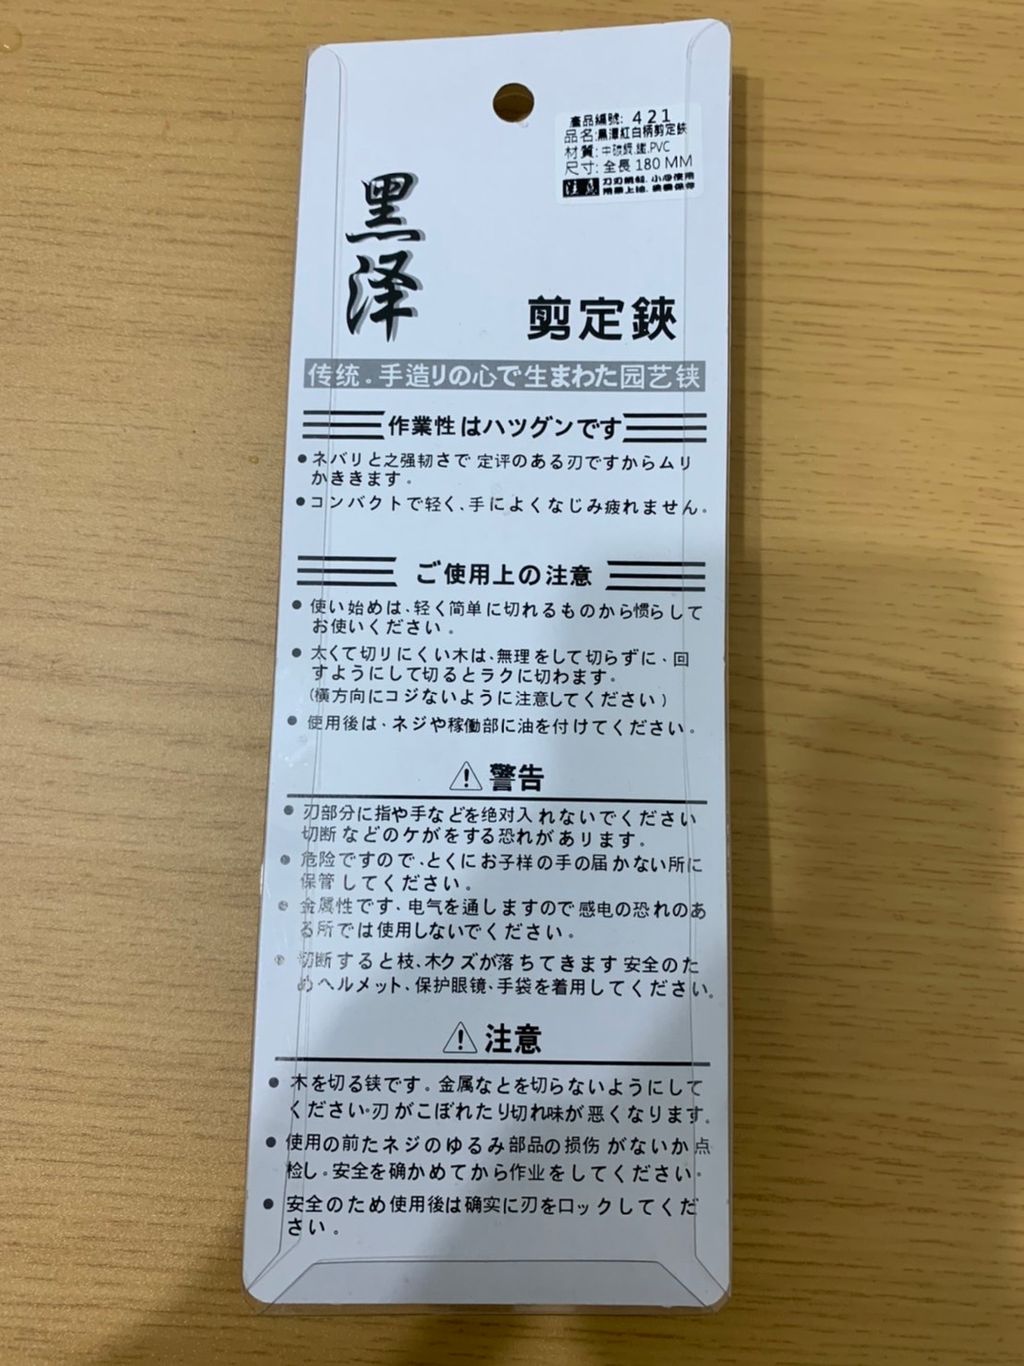 產品編號: 421
品名:黑澤紅白柄剪定鋏
材質:中碳鋼.鐵.PVC
尺寸:全長180 MM
注意
黑泽
剪定鋏
传统。手造りの心で生まわた园艺铗
作業性はハツグンです
●ネバリと之强韧さで 定评のある刃ですからムリ
かききます。
●コンバクトで轻く､手によくなじみ疲れません。
ご使用上の注意
●使い始めは､轻く简単に切れるものから惯らして
お使いください。
●太くて切りにくい木は､無理をして切らずに､回
すようにして切るとラクに切わます。
(橫方向にコジないように注意してください)
●使用後は､ネジや稼働部に油を付けてください。
⚠警告
●刃部分に指や手などを绝对入れないでください
切断などのケがをする恐れがあリます。
●危险ですので､とくにお子様の手の届かない所に
保管してください。
●金属性です､电气を通しますので感电の恐れのあ
る所では使用しないでください。
●切断すると枝､木クズが落ちてきます 安全のた
めヘルメット､保护眼镜､手袋を着用してください。
⚠注意
●木を切る铗です。金属なとを切らないようにして
ください･刃がこぼれたり切れ味が悪くなります。
●使用の前たネジのゆるみ部品の损伤がないか点
检し。安全を确かめてから作业をしてください。
●安全のため使用後は确实に刃をロックしてくだ
さい。